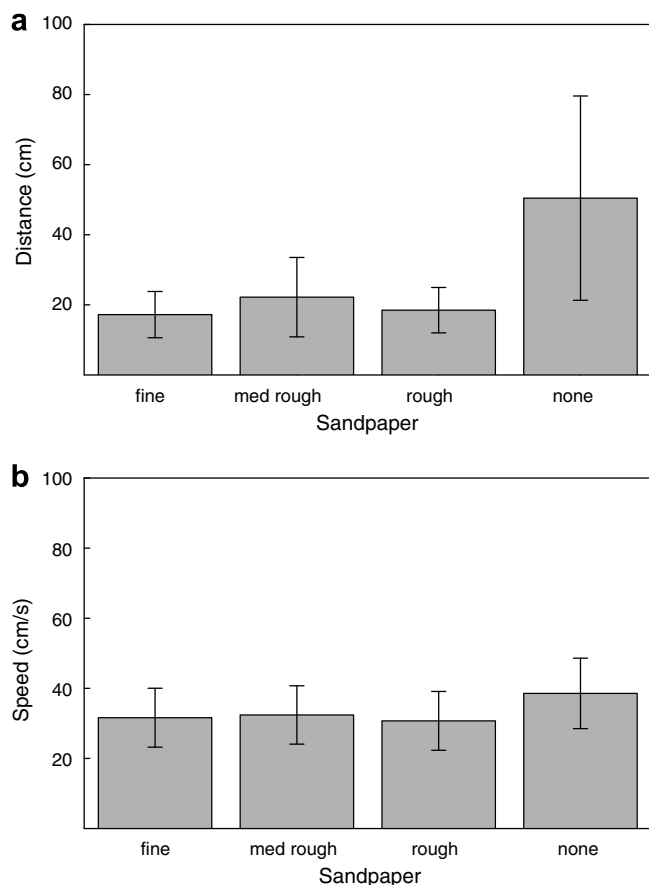 a
100
80
60
40
20
Distance (cm)
fine med rough rough none
Sandpaper
b
100
80
60
40
20
Speed (cm/s)
fine med rough rough none
Sandpaper